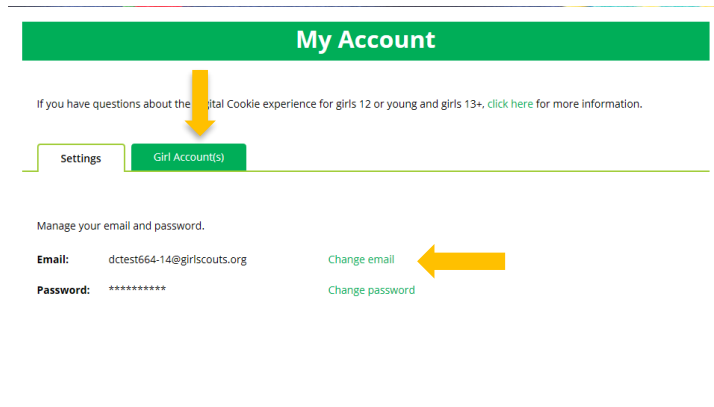 My Account
If you have questions about the ital Cookie experience for girls 12 or young and girls 13+, click here for more information.
Settings
Girl Account(s)
Manage your email and password.
Email: dctest664-14@girlscouts.org Change email
Password: ********** Change password